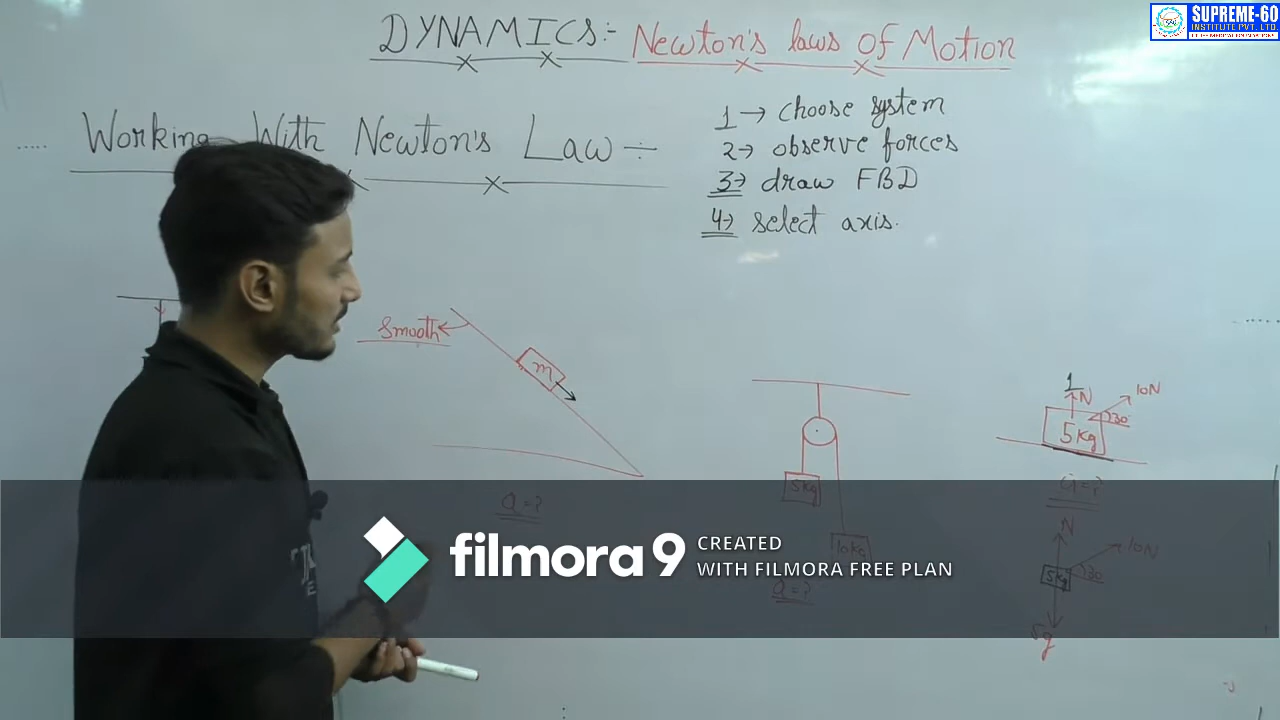 SUPREME-60
INSTITUTE PVT. LTD
DYNAMICS:- Newton's laws of Motion
Working With Newton's Law :-
1 → choose system
2 → observe forces
3 → draw FBD
4 → select axis.
Smooth
m
a = ?
5kg
10kg
a = ?
N
10N
30°
5kg
a = ?
N
10N
30
5kg
5g
filmora 9
CREATED
WITH FILMORA FREE PLAN